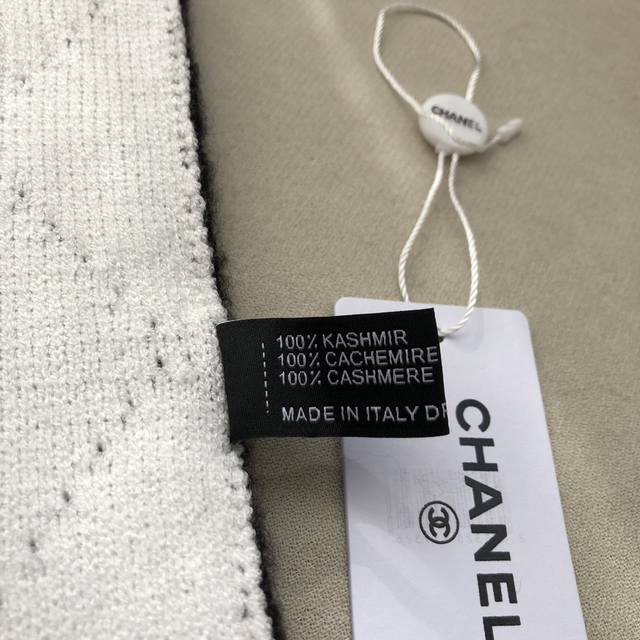 CHANEL
100% KASHMIR
100% CACHEMIRE
100% CASHMERE
MADE IN ITALY
CHANEL